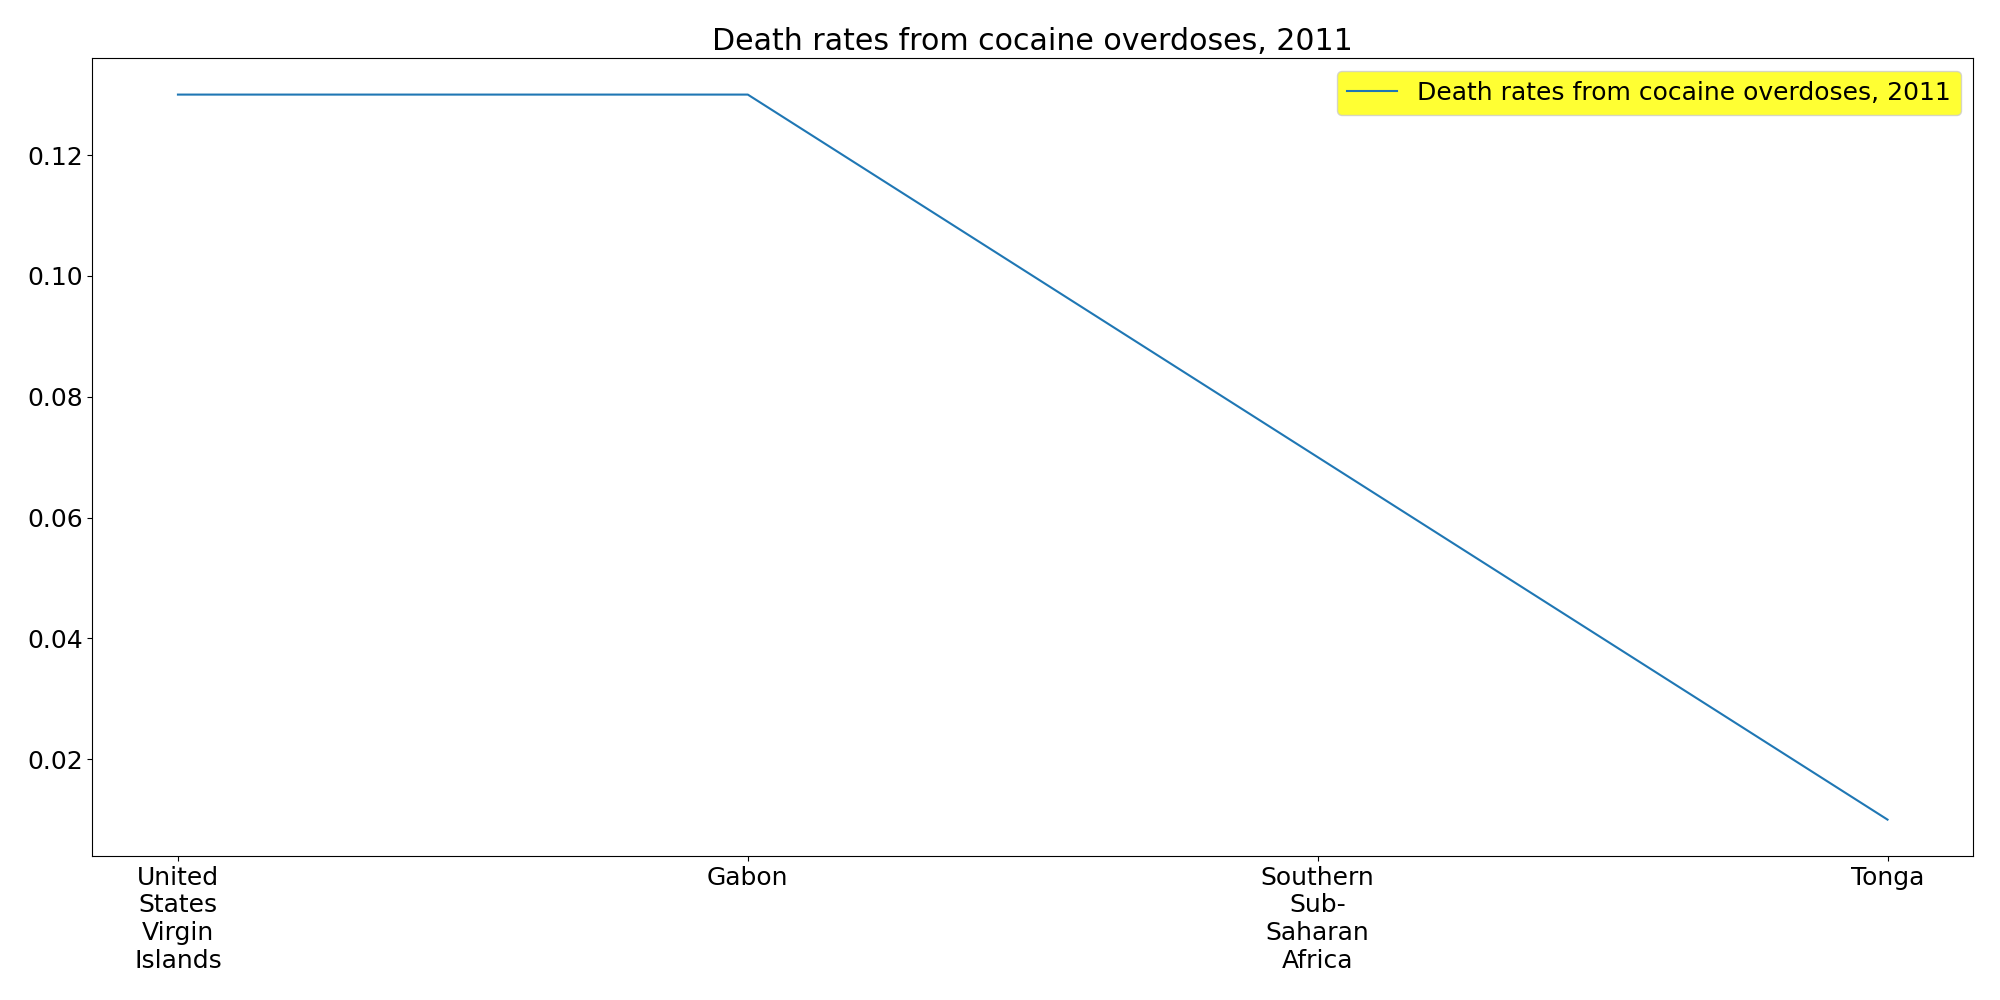 Death rates from cocaine overdoses, 2011
Death rates from cocaine overdoses, 2011
0.12
0.10
0.08
0.06
0.04
0.02
United
States
Virgin
Islands
Gabon
Southern
Sub-
Saharan
Africa
Tonga